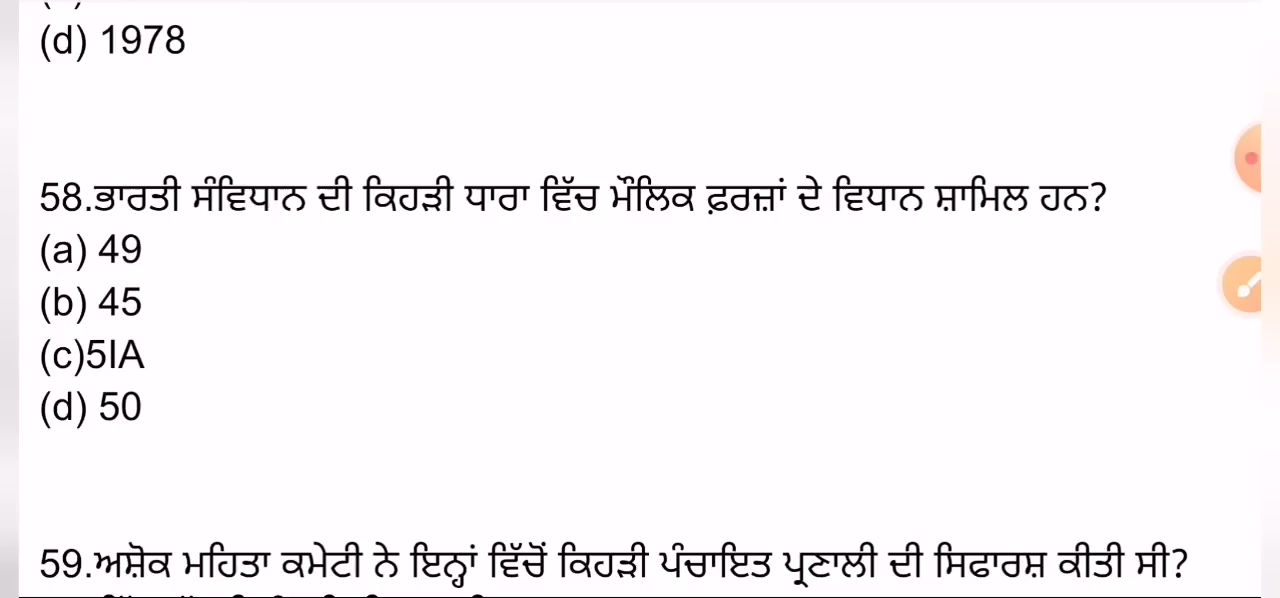 (d) 1978
58.ਭਾਰਤੀ ਸੰਵਿਧਾਨ ਦੀ ਕਿਹੜੀ ਧਾਰਾ ਵਿੱਚ ਮੌਲਿਕ ਫ਼ਰਜ਼ਾਂ ਦੇ ਵਿਧਾਨ ਸ਼ਾਮਿਲ ਹਨ?
(a) 49
(b) 45
(c)5IA
(d) 50
59.ਅਸ਼ੋਕ ਮਹਿਤਾ ਕਮੇਟੀ ਨੇ ਇਨ੍ਹਾਂ ਵਿੱਚੋਂ ਕਿਹੜੀ ਪੰਚਾਇਤ ਪ੍ਰਣਾਲੀ ਦੀ ਸਿਫਾਰਸ਼ ਕੀਤੀ ਸੀ?